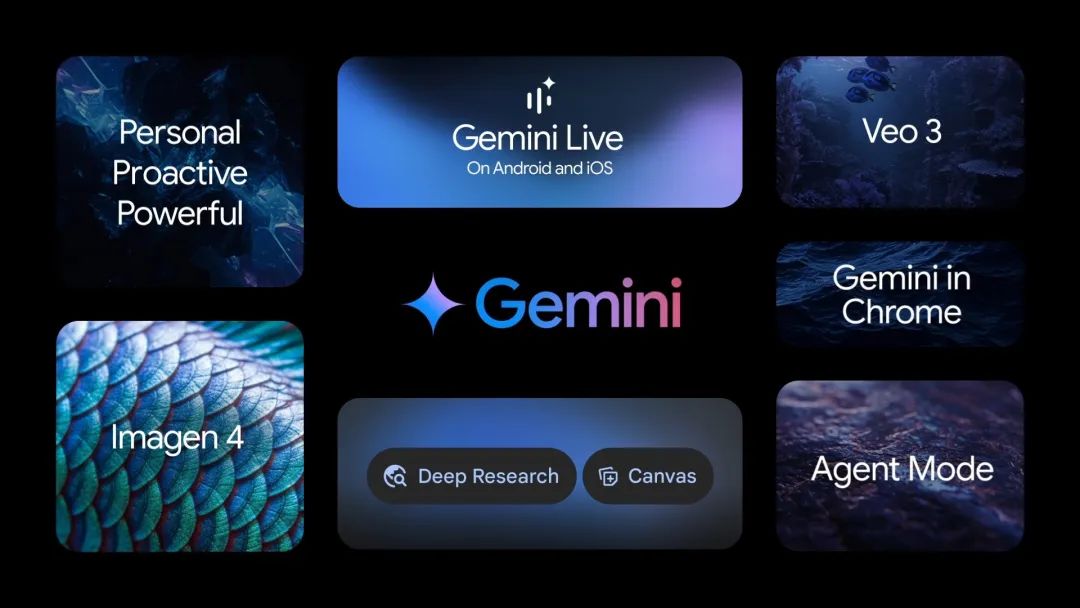 Personal
Proactive
Powerful
Imagen 4
Gemini Live
On Android and iOS
Gemini
Deep Research
Canvas
Veo 3
Gemini in
Chrome
Agent Mode